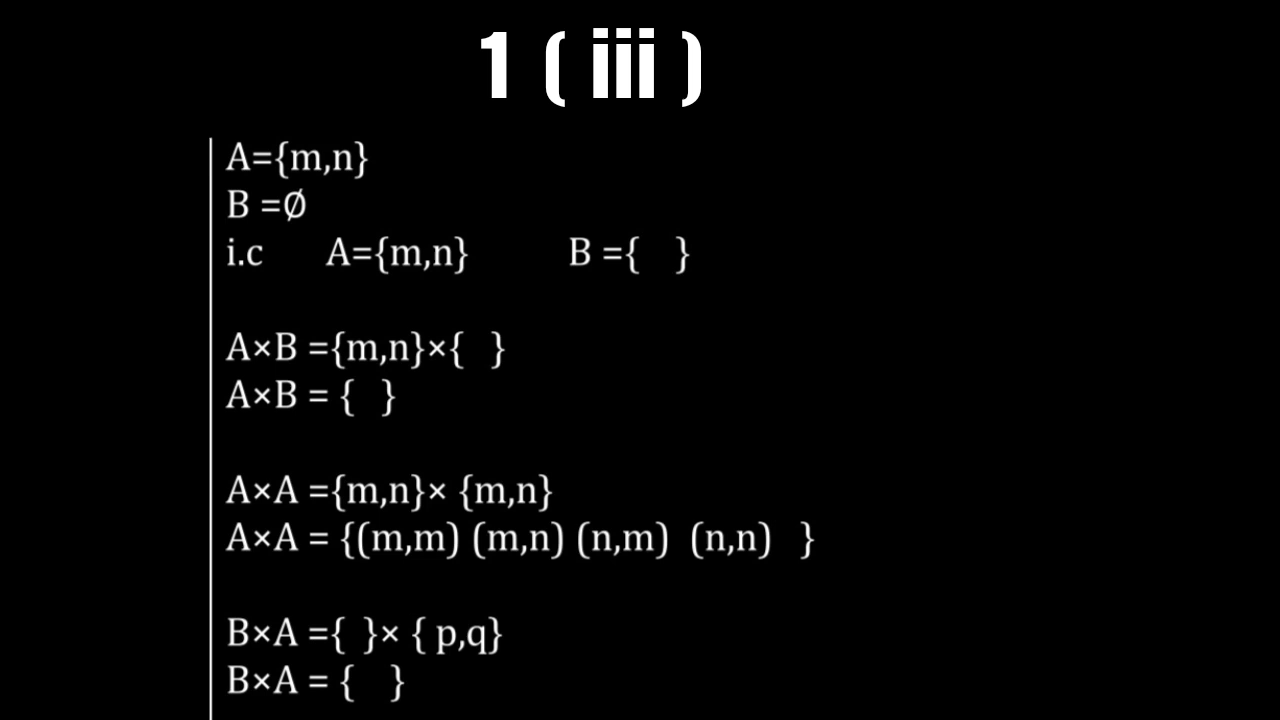 1 ( iii )
A={m,n}
B =∅
i.c A={m,n} B ={ }
A×B ={m,n}×{ }
A×B = { }
A×A ={m,n}× {m,n}
A×A = {(m,m) (m,n) (n,m) (n,n) }
B×A ={ }× { p,q}
B×A = { }